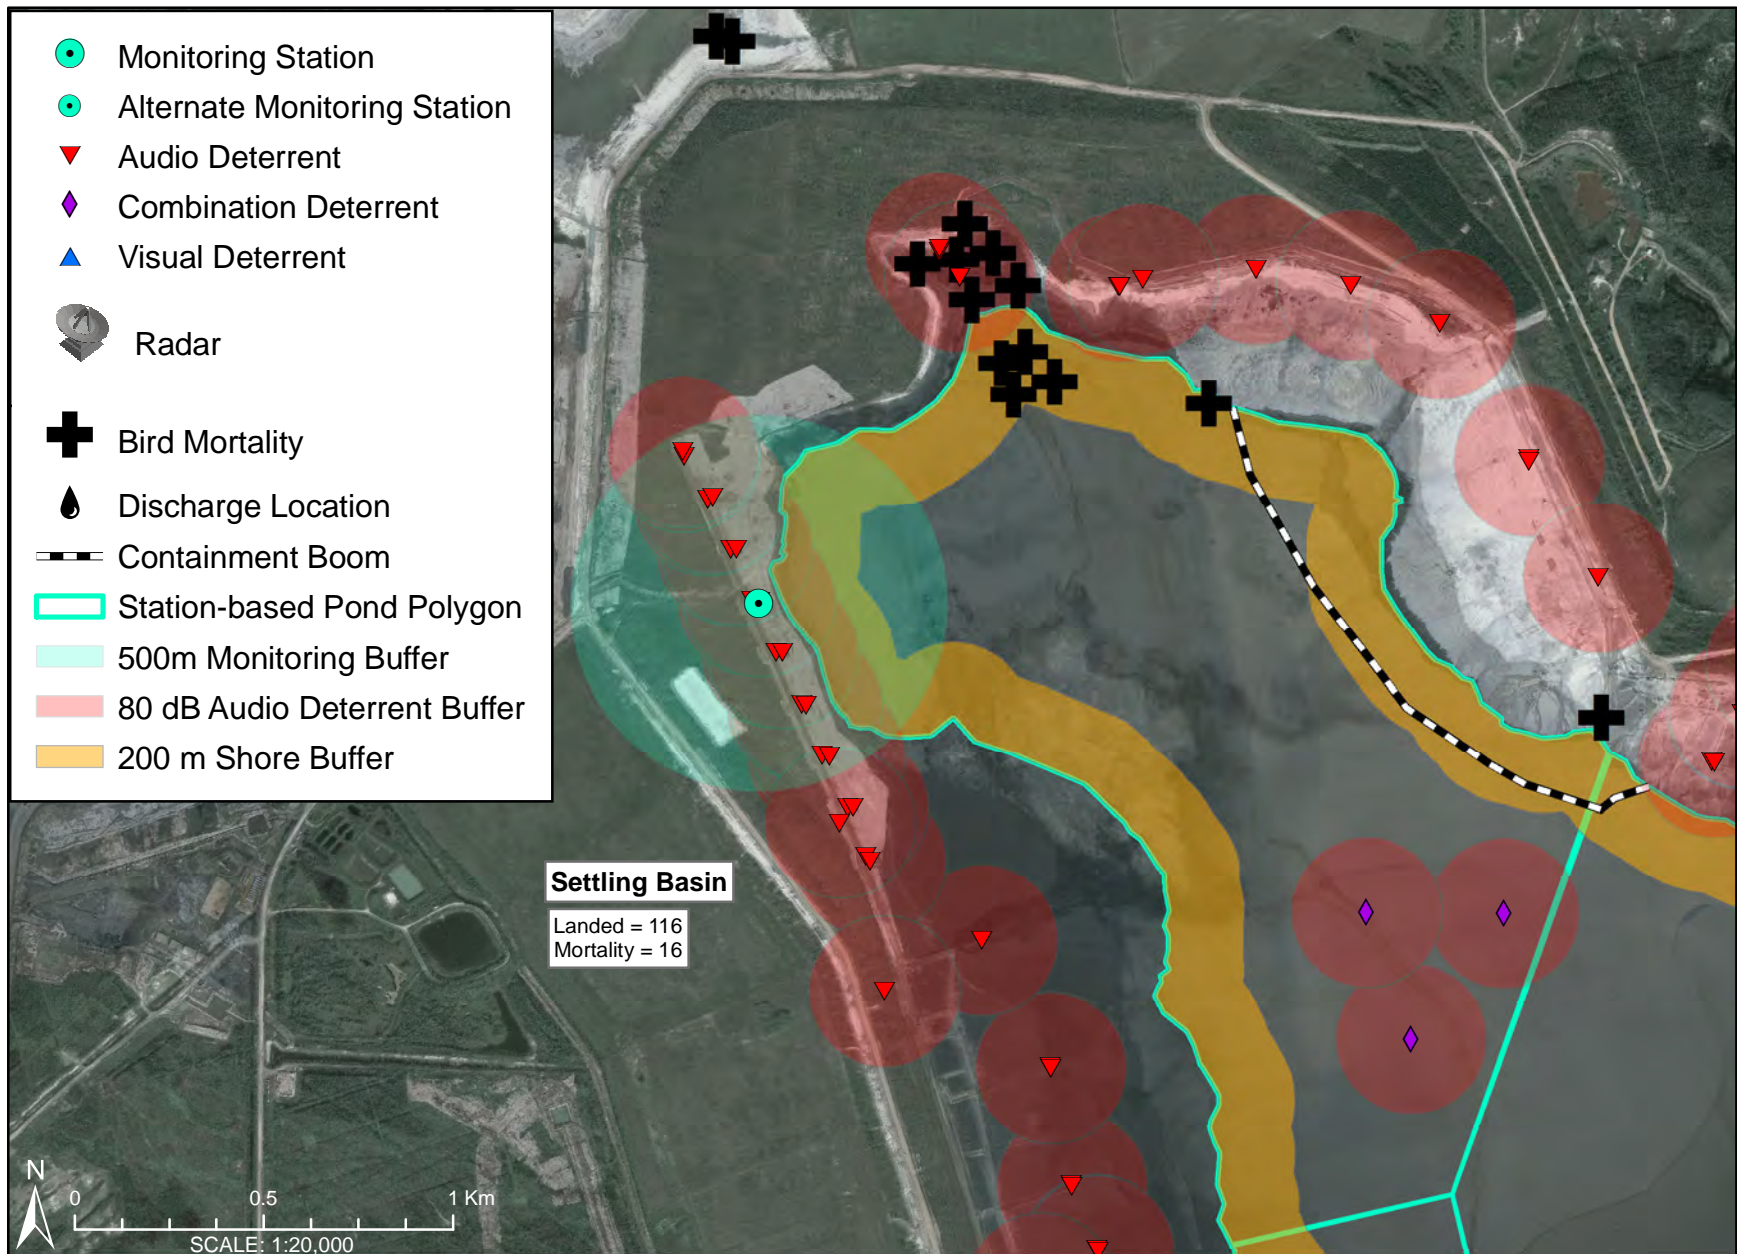 Monitoring Station
Alternate Monitoring Station
Audio Deterrent
Combination Deterrent
Visual Deterrent
Radar
Bird Mortality
Discharge Location
Containment Boom
Station-based Pond Polygon
500m Monitoring Buffer
80 dB Audio Deterrent Buffer
200 m Shore Buffer
Settling Basin
Landed = 116
Mortality = 16
N
0 0.5 1 Km
SCALE: 1:20,000